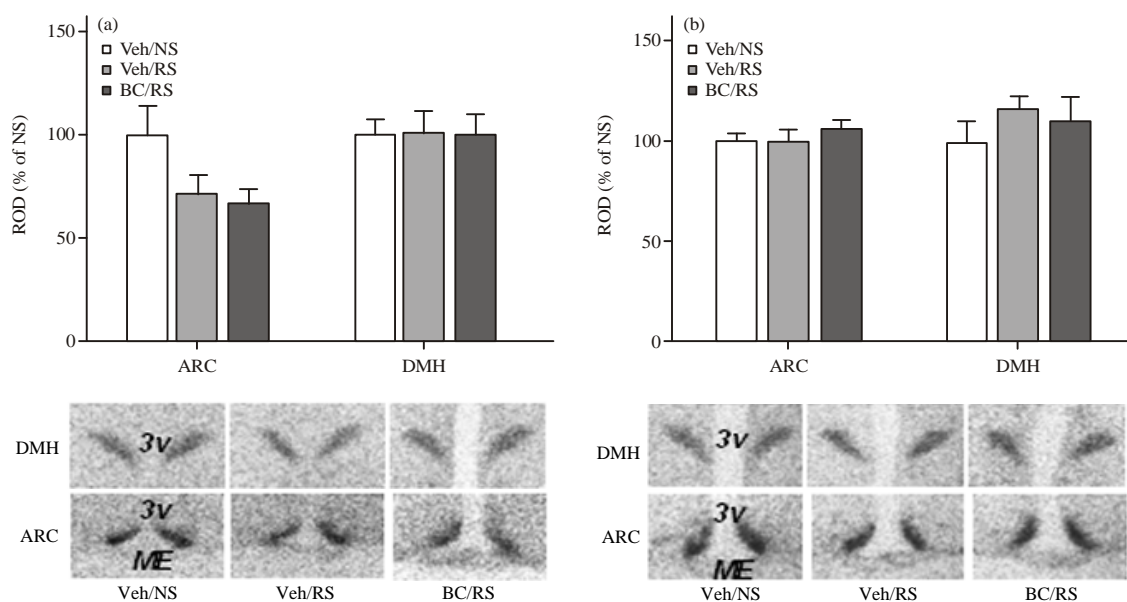 (a)
150
100
50
0
ROD (% of NS)
Veh/NS
Veh/RS
BC/RS
ARC DMH
DMH
3v
ARC
3v
ME
Veh/NS Veh/RS BC/RS
(b)
150
100
50
0
ROD (% of NS)
Veh/NS
Veh/RS
BC/RS
ARC DMH
DMH
3v
ARC
3v
ME
Veh/NS Veh/RS BC/RS